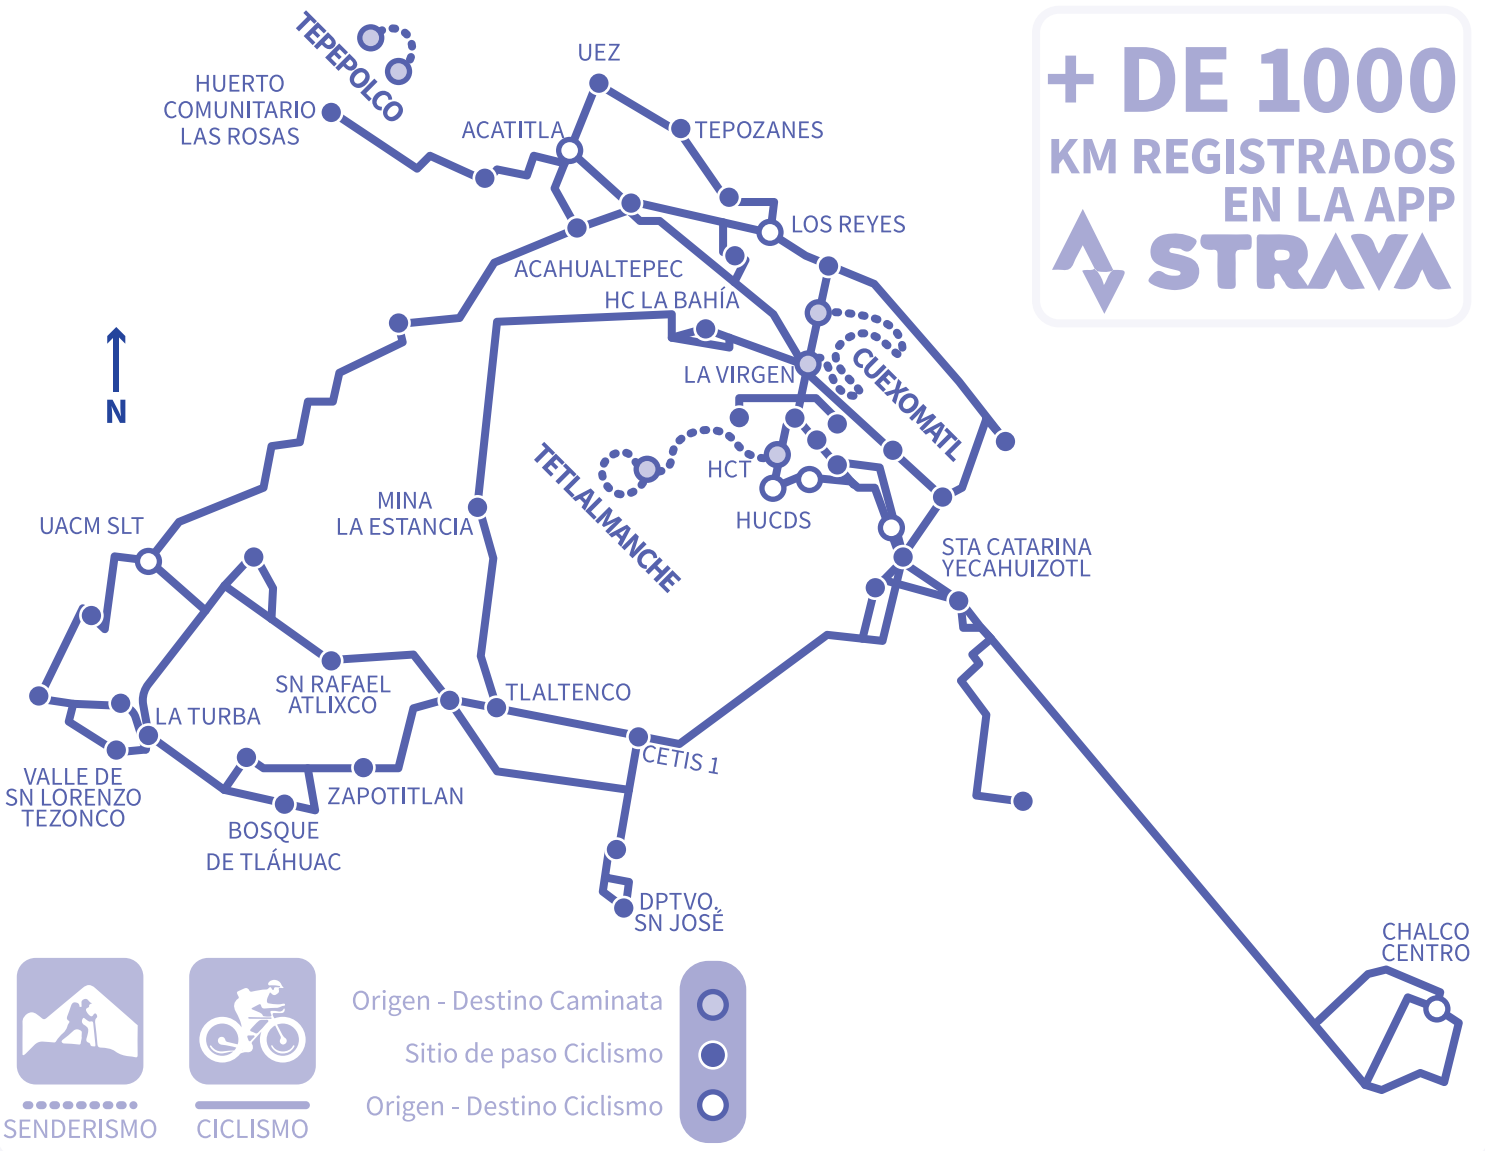 TEPEPOLCO
UEZ
HUERTO
COMUNITARIO
LAS ROSAS
ACATITLA
TEPOZANES
+ DE 1000
KM REGISTRADOS
EN LA APP
STRAVA
LOS REYES
ACAHUALTEPEC
HC LA BAHÍA
N
LA VIRGEN
CUEXOMATL
TETLALMANCHE
HCT
HUCDS
MINA
LA ESTANCIA
UACM SLT
STA CATARINA
YECAHUIZOTL
SN RAFAEL
ATLIXCO
TLALTENCO
LA TURBA
CETIS 1
VALLE DE
SN LORENZO
TEZONCO
ZAPOTITLAN
BOSQUE
DE TLÁHUAC
DPTVO.
SN JOSÉ
CHALCO
CENTRO
Origen - Destino Caminata
Sitio de paso Ciclismo
Origen - Destino Ciclismo
SENDERISMO
CICLISMO